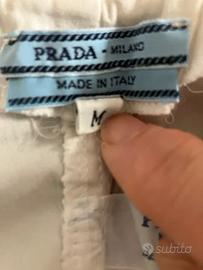 PRADA - MILANO
MADE IN ITALY
M
subito